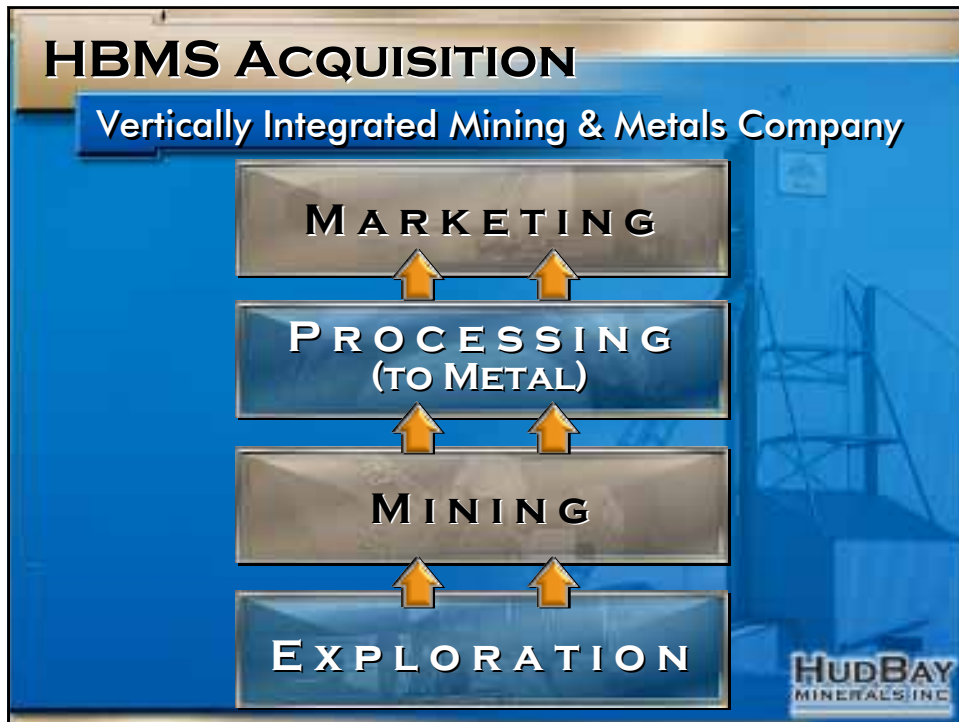 HBMS ACQUISITION
Vertically Integrated Mining & Metals Company
MARKETING
PROCESSING
(TO METAL)
MINING
EXPLORATION
HUDBAY
MINERALS INC